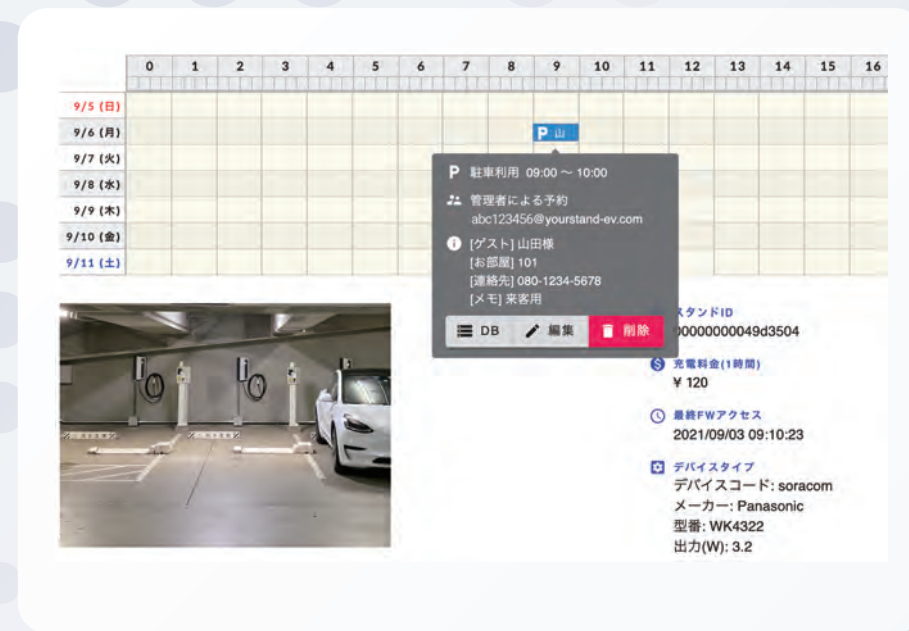 0 1 2 3 4 5 6 7 8 9 10 11 12 13 14 15 16
9/5 (日)
9/6 (月)
P 山
9/7 (火)
9/8 (水)
9/9 (木)
9/10 (金)
9/11 (土)
P 駐車利用 09:00 ～ 10:00
管理者による予約
abc123456@yourstand-ev.com
[ゲスト] 山田様
[お部屋] 101
[連絡先] 080-1234-5678
[メモ] 来客用
DB 編集 削除
スタンドID
00000000049d3504
充電料金(1時間)
¥ 120
最終FWアクセス
2021/09/03 09:10:23
デバイスタイプ
デバイスコード: soracom
メーカー: Panasonic
型番: WK4322
出力(W): 3.2